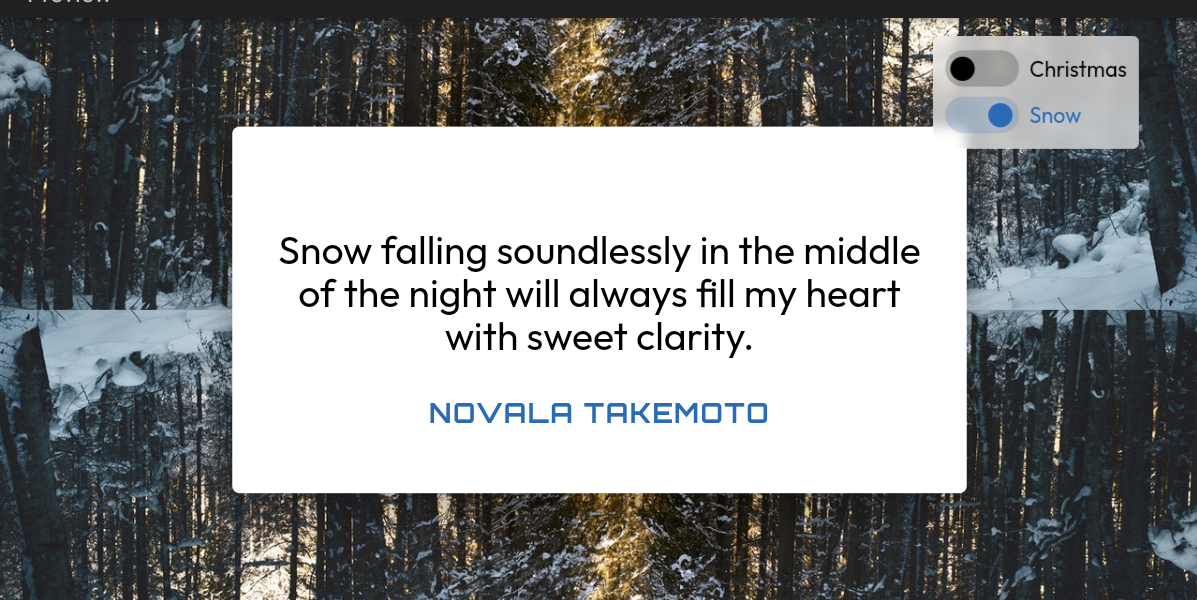 Christmas
Snow
Snow falling soundlessly in the middle
of the night will always fill my heart
with sweet clarity.
NOVALA TAKEMOTO